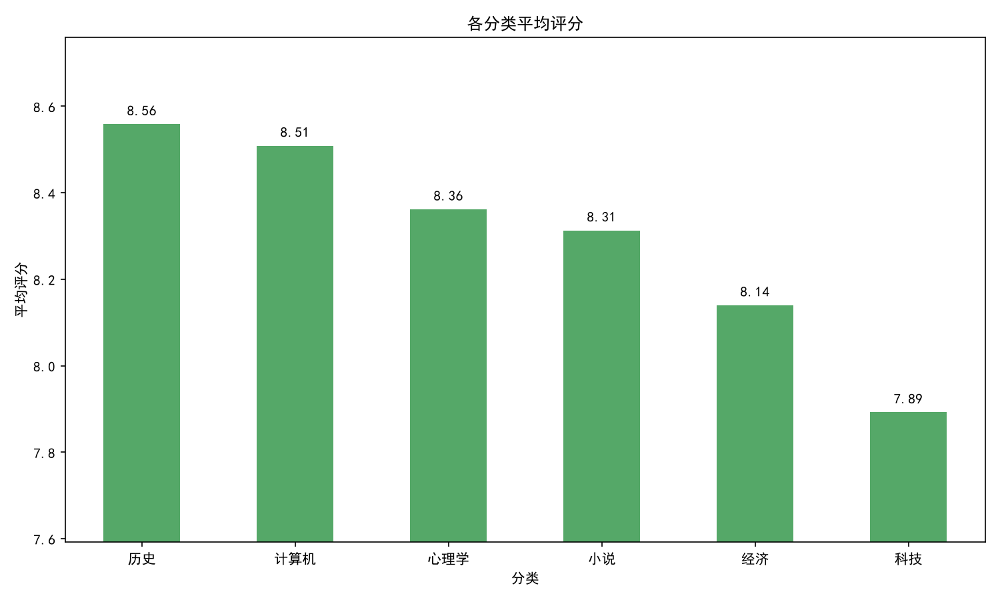 各分类平均评分
平均评分
8.6
8.4
8.2
8.0
7.8
7.6
8.56
8.51
8.36
8.31
8.14
7.89
历史
计算机
心理学
小说
经济
科技
分类